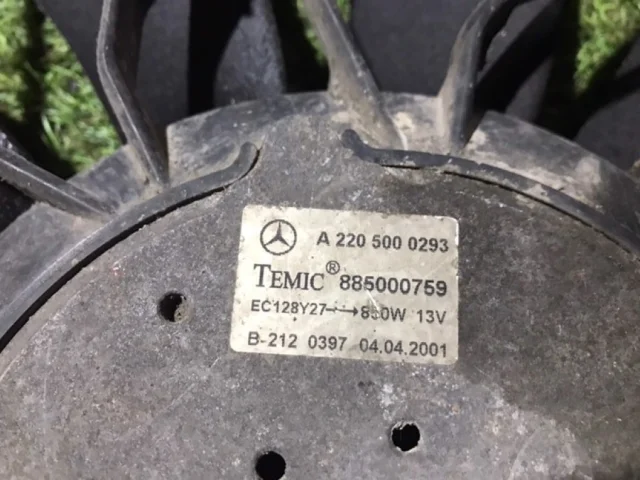 A 220 500 0293
TEMIC® 885000759
EC128Y27→850W 13V
B-212 0397 04.04.2001